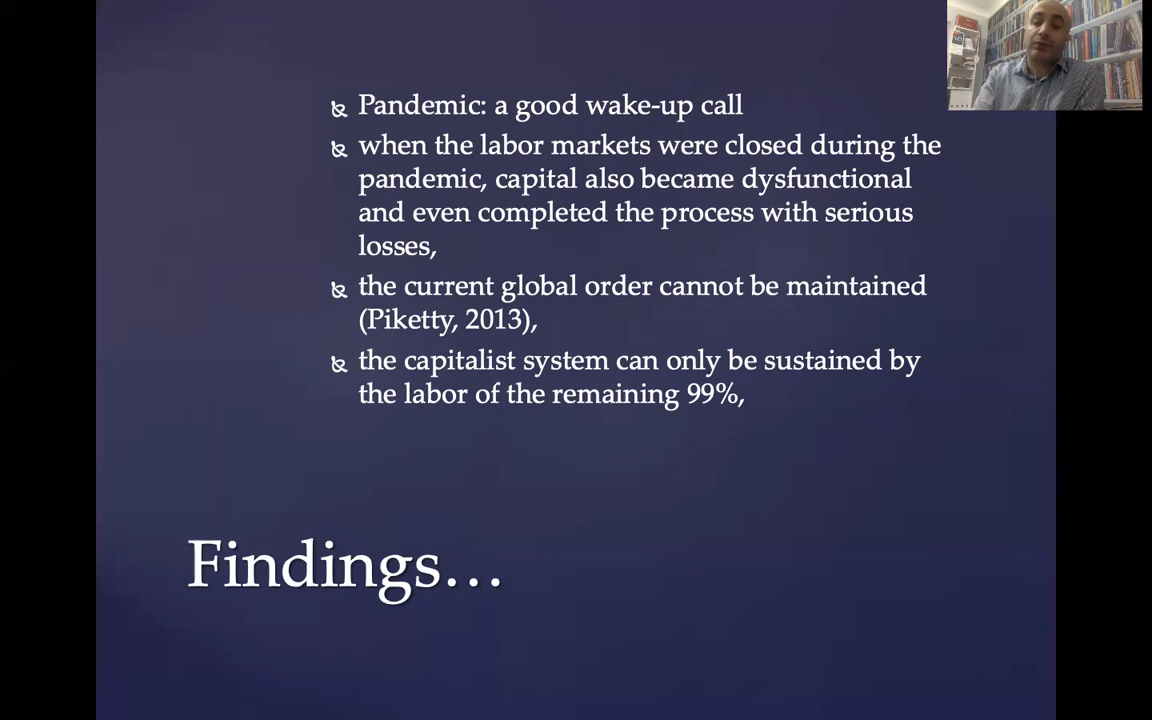 Pandemic: a good wake-up call
when the labor markets were closed during the
pandemic, capital also became dysfunctional
and even completed the process with serious
losses,
the current global order cannot be maintained
(Piketty, 2013),
the capitalist system can only be sustained by
the labor of the remaining 99%,
Findings...